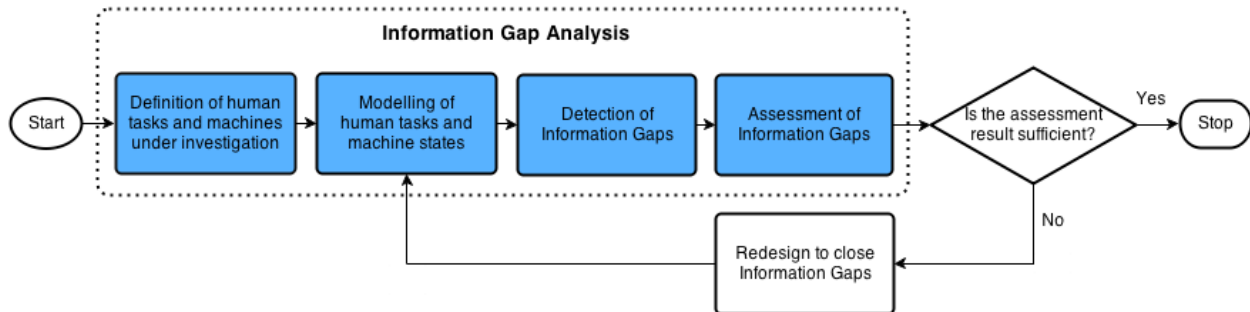 Information Gap Analysis
Start
Definition of human
tasks and machines
under investigation
Modelling of
human tasks and
machine states
Detection of
Information Gaps
Assessment of
Information Gaps
Is the assessment
result sufficient?
Yes
Stop
No
Redesign to close
Information Gaps